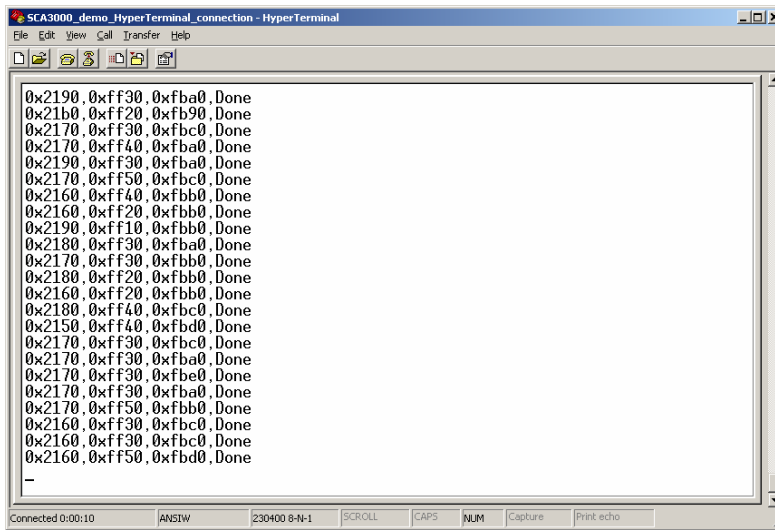 SCA3000_demo_HyperTerminal_connection - HyperTerminal
File Edit View Call Transfer Help
0x2190,0xff30,0xfba0,Done
0x21b0,0xff20,0xfb90,Done
0x2170,0xff30,0xfbc0,Done
0x2170,0xff40,0xfba0,Done
0x2190,0xff30,0xfba0,Done
0x2170,0xff50,0xfbc0,Done
0x2160,0xff40,0xfbb0,Done
0x2160,0xff20,0xfbb0,Done
0x2190,0xff10,0xfbb0,Done
0x2180,0xff30,0xfba0,Done
0x2170,0xff30,0xfbb0,Done
0x2180,0xff20,0xfbb0,Done
0x2160,0xff20,0xfbb0,Done
0x2180,0xff40,0xfbc0,Done
0x2150,0xff40,0xfbd0,Done
0x2170,0xff30,0xfbc0,Done
0x2170,0xff30,0xfba0,Done
0x2170,0xff30,0xfbe0,Done
0x2170,0xff30,0xfba0,Done
0x2170,0xff50,0xfbb0,Done
0x2160,0xff30,0xfbc0,Done
0x2160,0xff30,0xfbc0,Done
0x2160,0xff50,0xfbd0,Done
_
Connected 0:00:10 ANSIW 230400 8-N-1 SCROLL CAPS NUM Capture Print echo